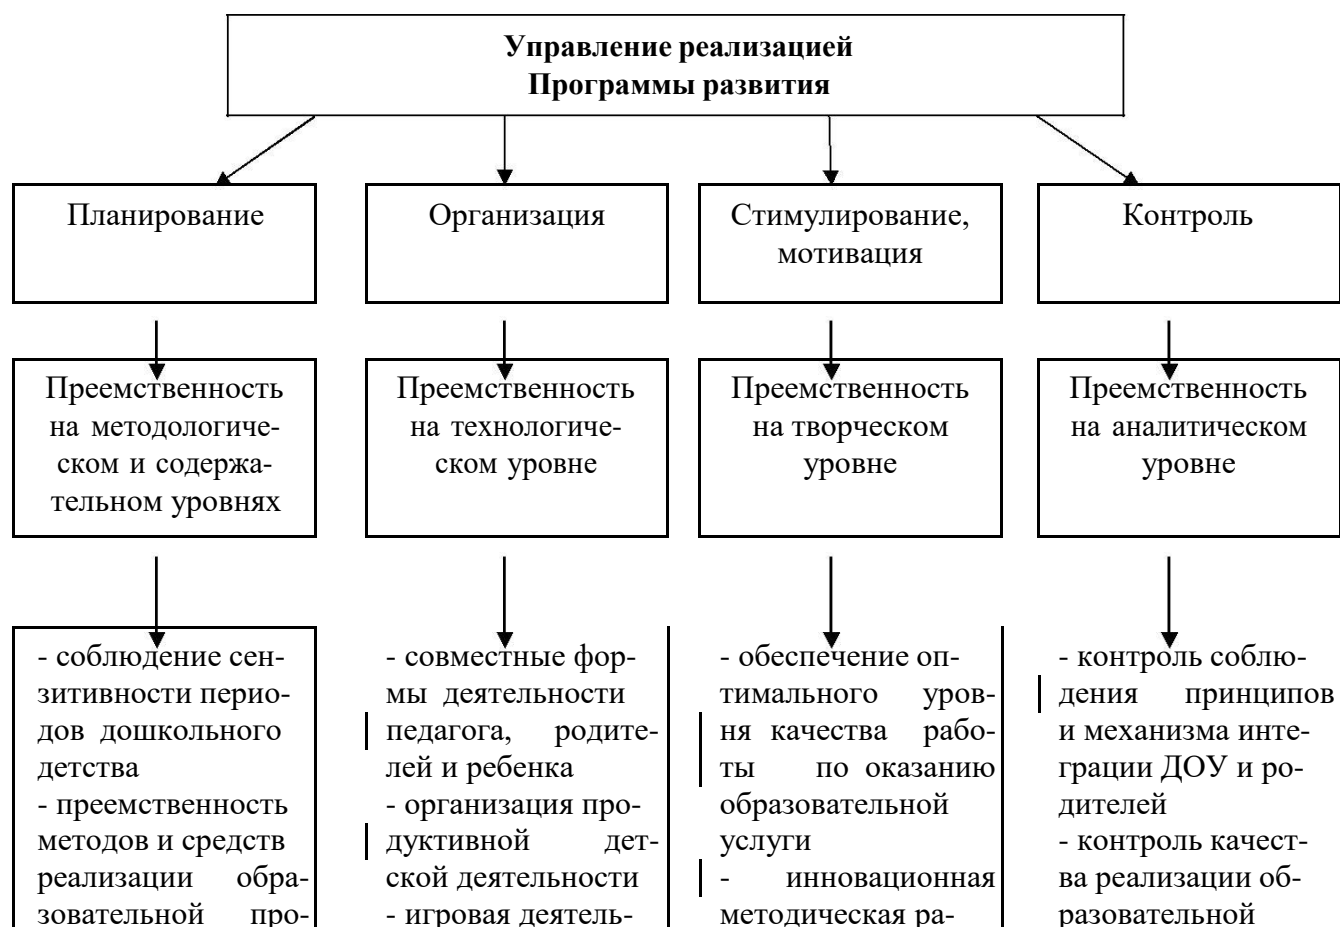 Управление реализацией
Программы развития
Планирование
Организация
Стимулирование,
мотивация
Контроль
Преемственность
на методологиче-
ском и содержа-
тельном уровнях
Преемственность
на технологиче-
ском уровне
Преемственность
на творческом
уровне
Преемственность
на аналитическом
уровне
- соблюдение сен-
зитивности перио-
дов дошкольного
детства
- преемственность
методов и средств
реализации обра-
зовательной про-
- совместные фор-
мы деятельности
педагога, родите-
лей и ребенка
- организация про-
дуктивной дет-
ской деятельности
- игровая деятель-
- обеспечение оп-
тимального уров-
ня качества рабо-
ты по оказанию
образовательной
услуги
- инновационная
методическая ра-
- контроль соблю-
дения принципов
и механизма инте-
грации ДОУ и ро-
дителей
- контроль качест-
ва реализации об-
разовательной